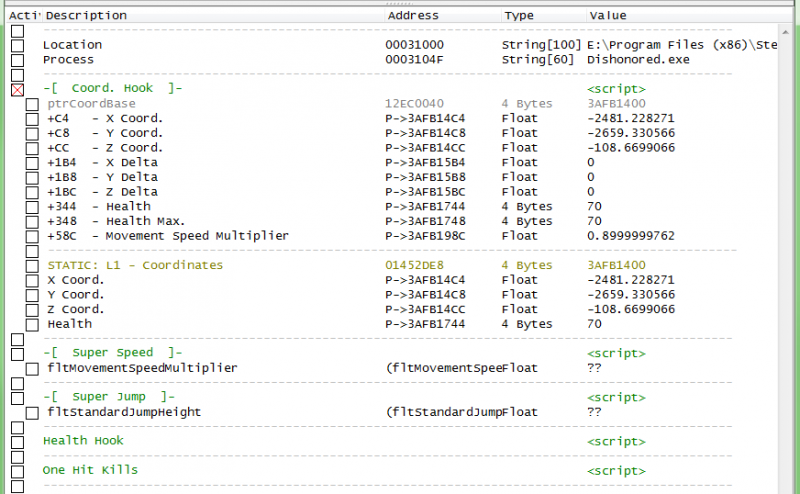 Activ Description Address Type Value
Location 00031000 String[100] E:\Program Files (x86)\Ste
Process 0003104F String[60] Dishonored.exe
-[ Coord. Hook ]- <script>
ptrCoordBase 12EC0040 4 Bytes 3AFB1400
+C4 - X Coord. P->3AFB14C4 Float -2481.228271
+C8 - Y Coord. P->3AFB14C8 Float -2659.330566
+CC - Z Coord. P->3AFB14CC Float -108.6699066
+1B4 - X Delta P->3AFB15B4 Float 0
+1B8 - Y Delta P->3AFB15B8 Float 0
+1BC - Z Delta P->3AFB15BC Float 0
+344 - Health P->3AFB1744 4 Bytes 70
+348 - Health Max. P->3AFB1748 4 Bytes 70
+58C - Movement Speed Multiplier P->3AFB198C Float 0.8999999762
STATIC: L1 - Coordinates 01452DE8 4 Bytes 3AFB1400
X Coord. P->3AFB14C4 Float -2481.228271
Y Coord. P->3AFB14C8 Float -2659.330566
Z Coord. P->3AFB14CC Float -108.6699066
Health P->3AFB1744 4 Bytes 70
-[ Super Speed ]- <script>
fltMovementSpeedMultiplier (fltMovementSpee Float ??
-[ Super Jump ]- <script>
fltStandardJumpHeight (fltStandardJump Float ??
Health Hook <script>
One Hit Kills <script>